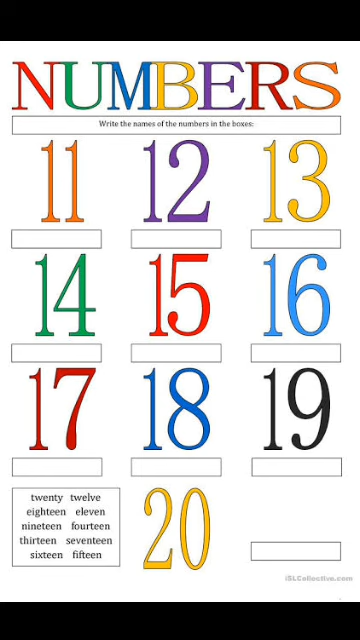 NUMBERS
Write the names of the numbers in the boxes:
11 12 13
14 15 16
17 18 19
20
twenty twelve
eighteen eleven
nineteen fourteen
thirteen seventeen
sixteen fifteen
iSLCollective.com